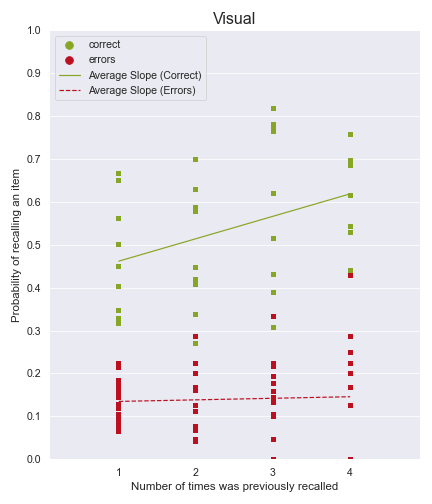 Visual
correct
errors
Average Slope (Correct)
Average Slope (Errors)
Probability of recalling an item
1.0
0.9
0.8
0.7
0.6
0.5
0.4
0.3
0.2
0.1
0.0
1 2 3 4
Number of times was previously recalled